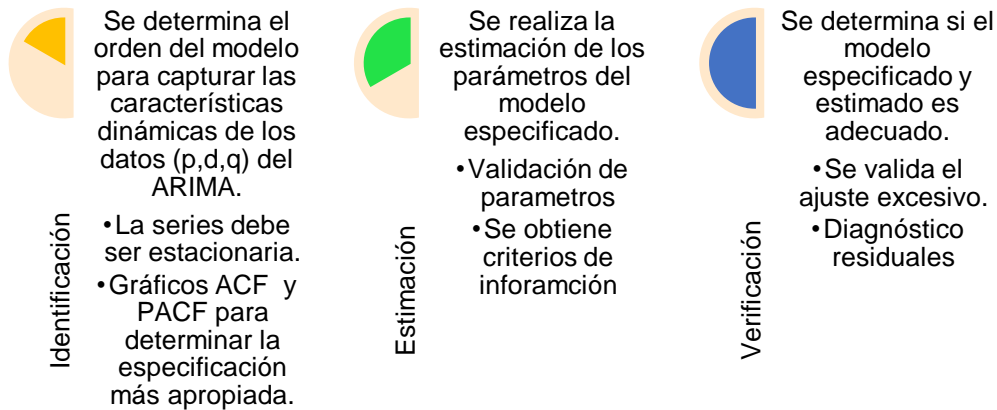 Se determina el
orden del modelo
para capturar las
características
dinámicas de los
datos (p,d,q) del
ARIMA.
•La series debe
ser estacionaria.
•Gráficos ACF y
PACF para
determinar la
especificación
más apropiada.
Identificación
Se realiza la
estimación de los
parámetros del
modelo
especificado.
•Validación de
parametros
•Se obtiene
criterios de
inforamción
Estimación
Se determina si el
modelo
especificado y
estimado es
adecuado.
•Se valida el
ajuste excesivo.
•Diagnóstico
residuales
Verificación